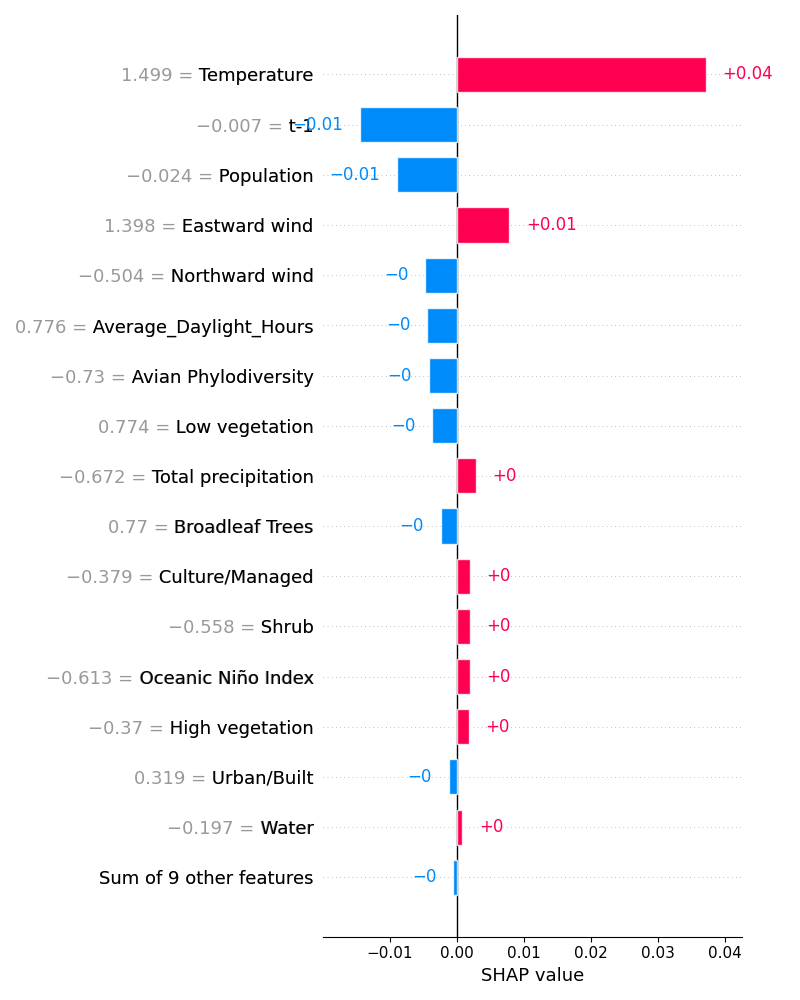 1.499 = Temperature +0.04
−0.007 = t-1 −0.01
−0.024 = Population −0.01
1.398 = Eastward wind +0.01
−0.504 = Northward wind −0
0.776 = Average_Daylight_Hours −0
−0.73 = Avian Phylodiversity −0
0.774 = Low vegetation −0
−0.672 = Total precipitation +0
0.77 = Broadleaf Trees −0
−0.379 = Culture/Managed +0
−0.558 = Shrub +0
−0.613 = Oceanic Niño Index +0
−0.37 = High vegetation +0
0.319 = Urban/Built −0
−0.197 = Water +0
Sum of 9 other features −0
−0.01 0.00 0.01 0.02 0.03 0.04
SHAP value